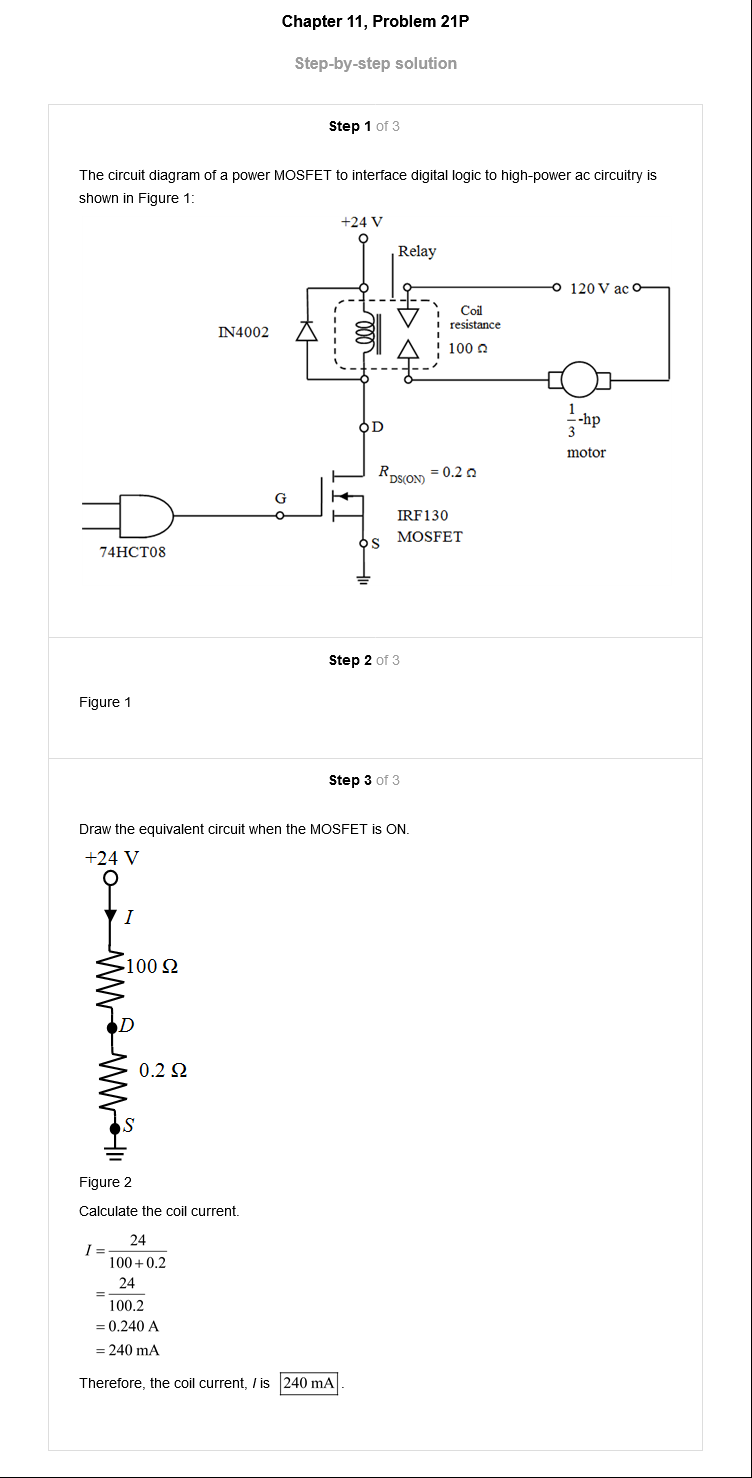 Chapter 11, Problem 21P
Step-by-step solution
Step 1 of 3
The circuit diagram of a power MOSFET to interface digital logic to high-power ac circuitry is
shown in Figure 1:
+24 V
Relay
120 V ac
Coil
resistance
100 Ω
IN4002
D
1/3-hp
motor
R_DS(ON) = 0.2 Ω
G
IRF130
MOSFET
S
74HCT08
Step 2 of 3
Figure 1
Step 3 of 3
Draw the equivalent circuit when the MOSFET is ON.
+24 V
I
100 Ω
D
0.2 Ω
S
Figure 2
Calculate the coil current.
I = 24/(100 + 0.2)
= 24/100.2
= 0.240 A
= 240 mA
Therefore, the coil current, I is 240 mA.